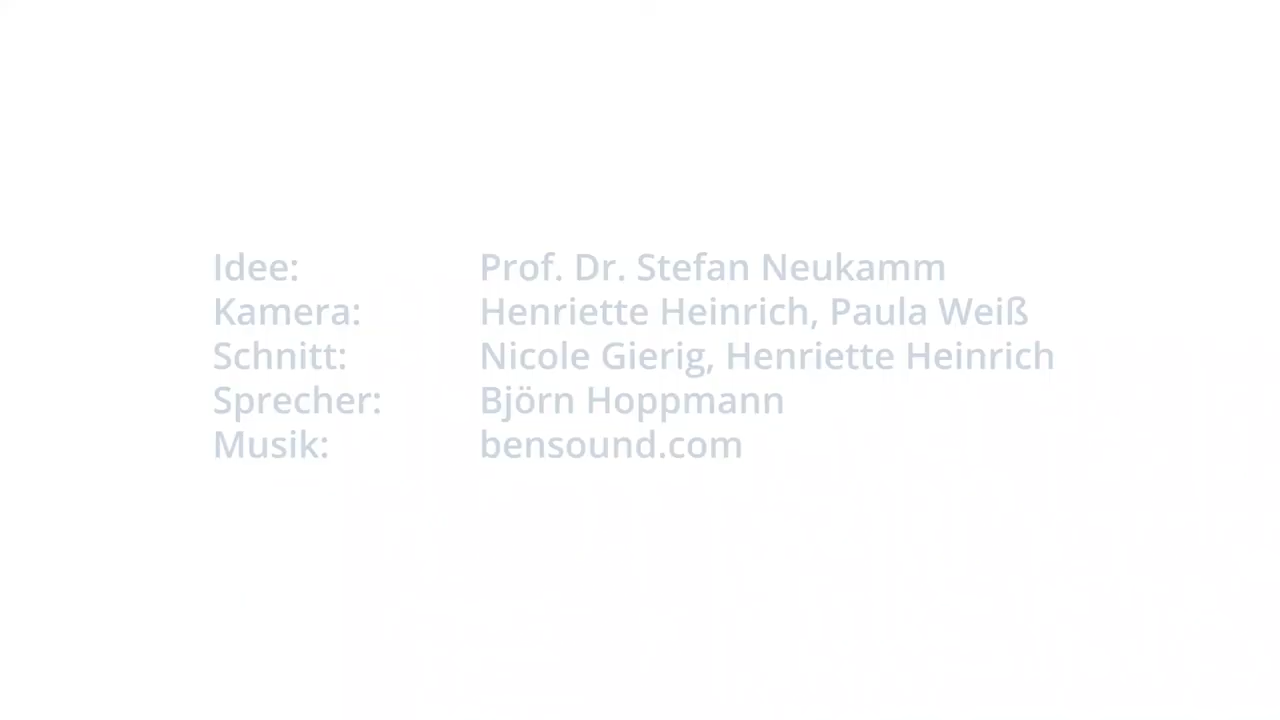 Idee: Prof. Dr. Stefan Neukamm
Kamera: Henriette Heinrich, Paula Weiß
Schnitt: Nicole Gierig, Henriette Heinrich
Sprecher: Björn Hoppmann
Musik: bensound.com